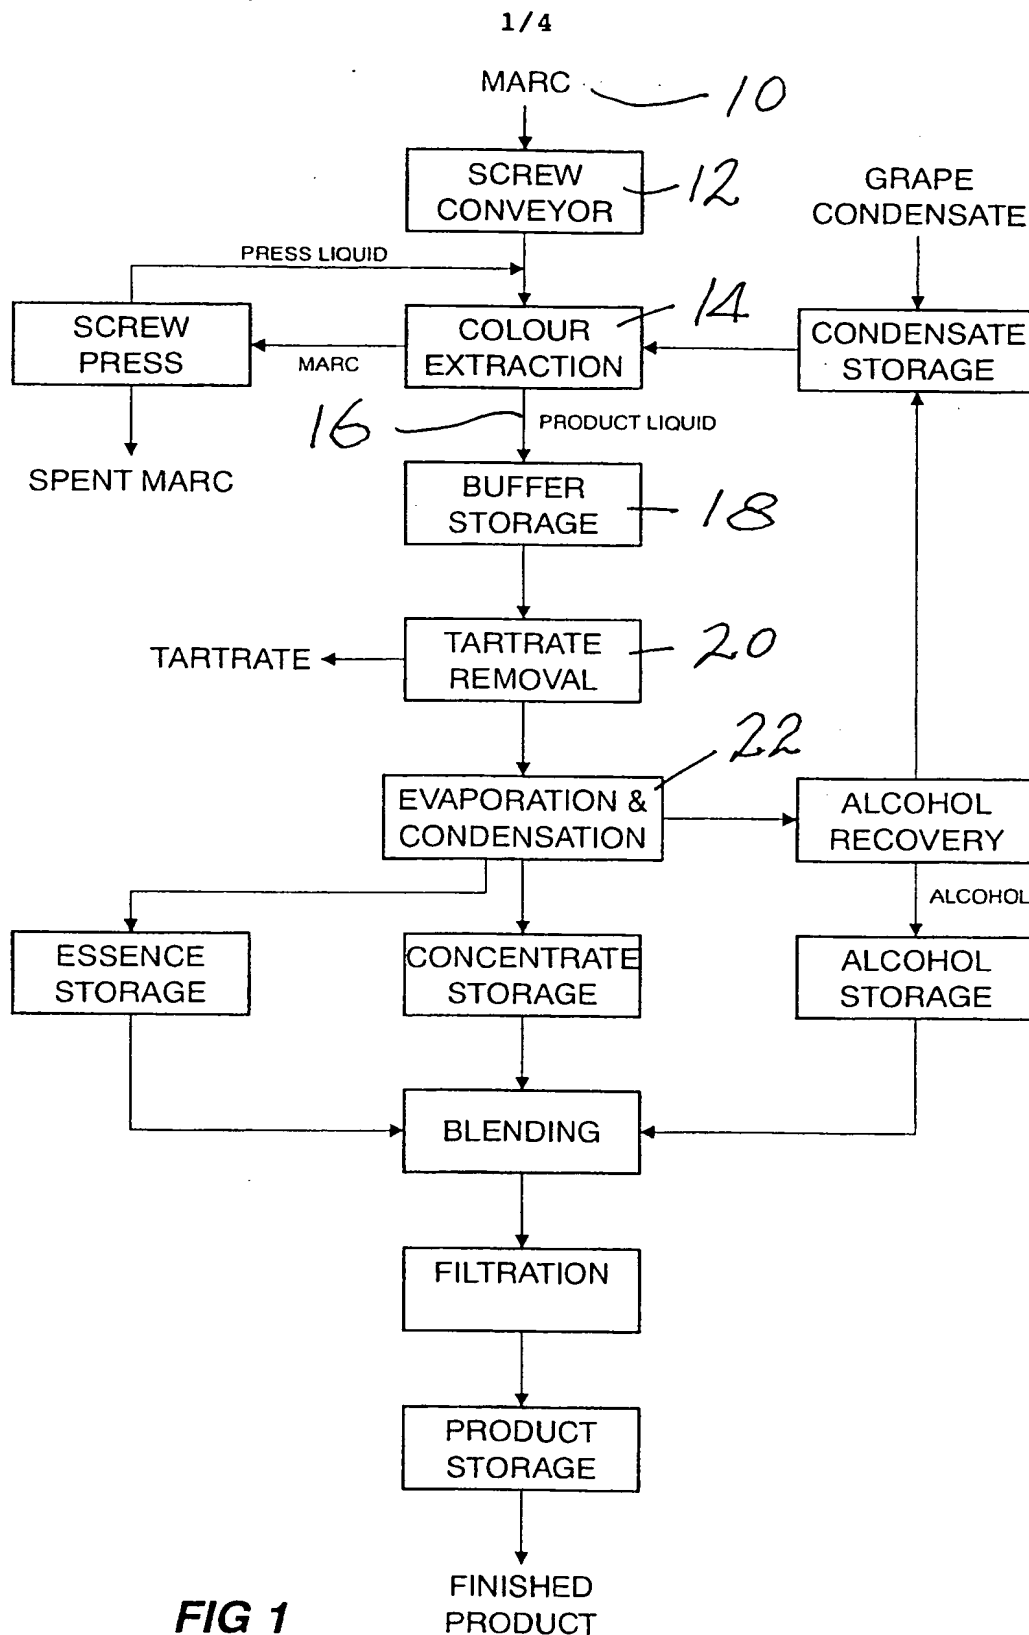 1/4
MARC
10
SCREW
CONVEYOR
12
GRAPE
CONDENSATE
PRESS LIQUID
SCREW
PRESS
MARC
COLOUR
EXTRACTION
14
CONDENSATE
STORAGE
16
PRODUCT LIQUID
SPENT MARC
BUFFER
STORAGE
18
TARTRATE
TARTRATE
REMOVAL
20
22
EVAPORATION &
CONDENSATION
ALCOHOL
RECOVERY
ALCOHOL
ESSENCE
STORAGE
CONCENTRATE
STORAGE
ALCOHOL
STORAGE
BLENDING
FILTRATION
PRODUCT
STORAGE
FINISHED
PRODUCT
FIG 1